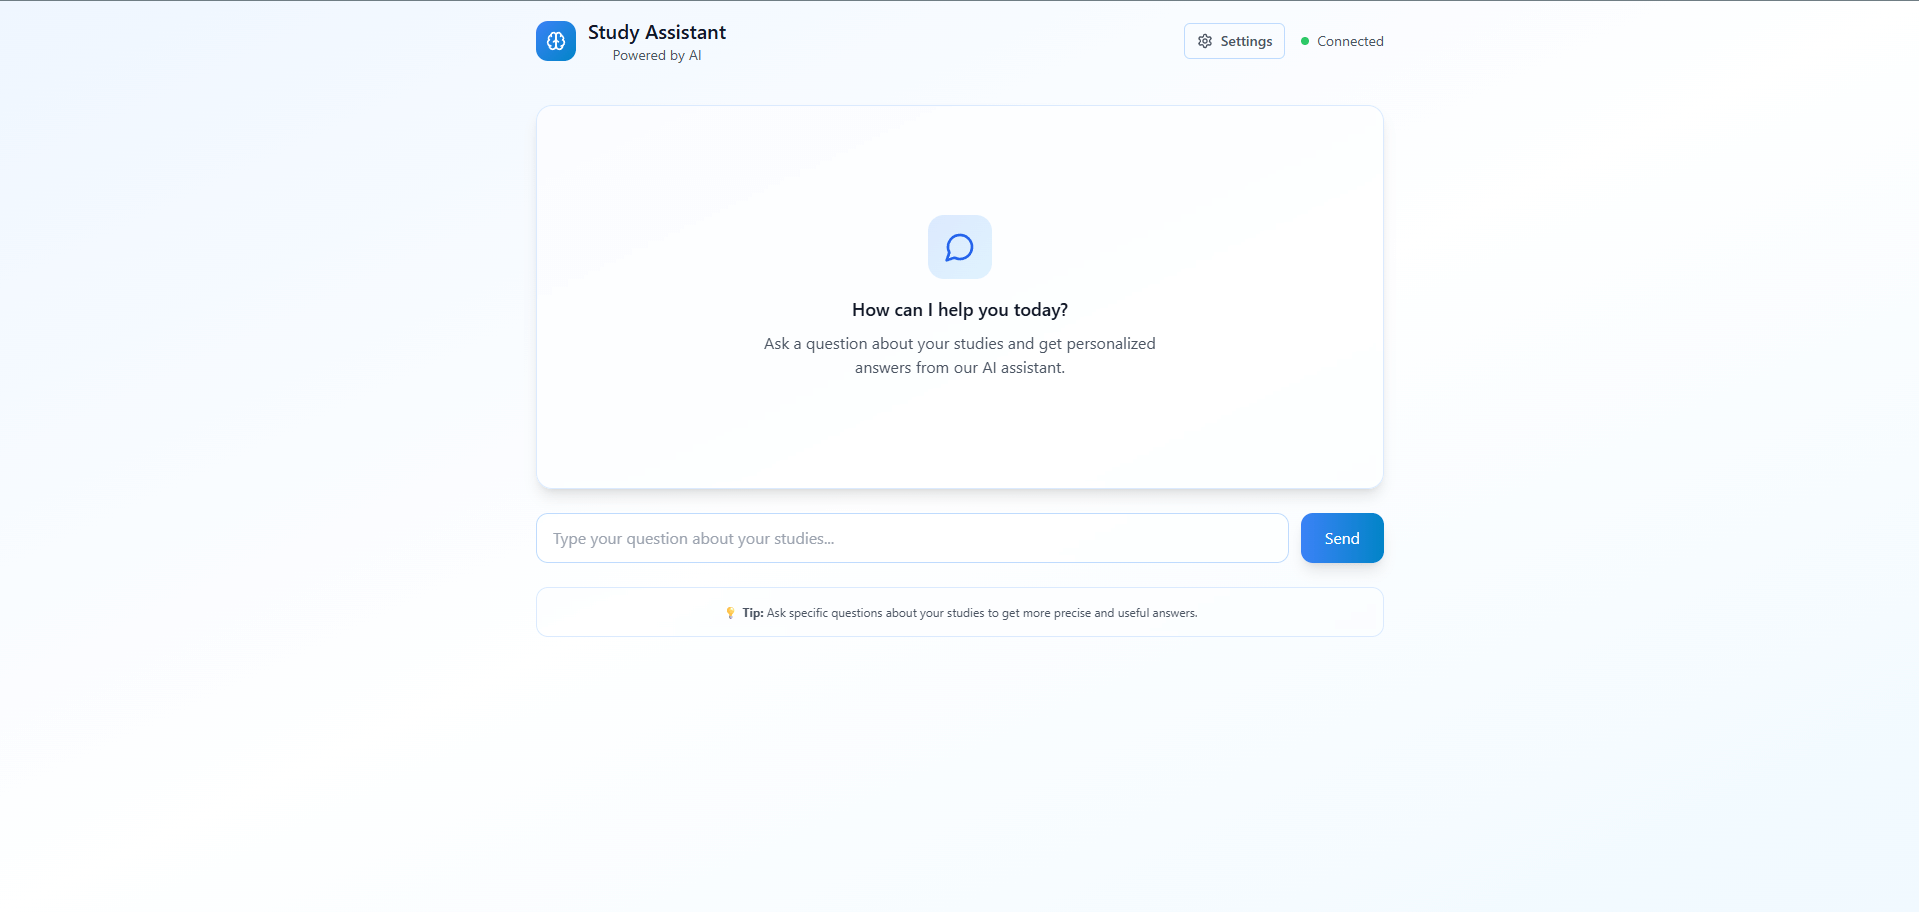 Study Assistant
Powered by AI
Settings
Connected
How can I help you today?
Ask a question about your studies and get personalized
answers from our AI assistant.
Type your question about your studies...
Send
💡 Tip: Ask specific questions about your studies to get more precise and useful answers.